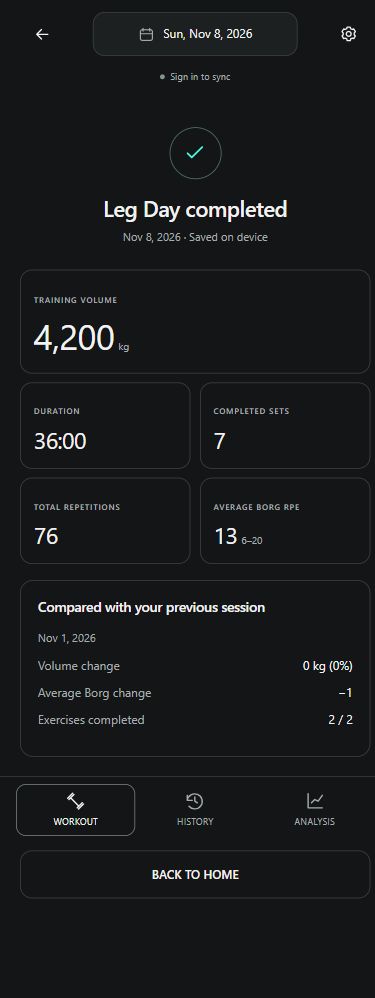 Sun, Nov 8, 2026
Sign in to sync
Leg Day completed
Nov 8, 2026 · Saved on device
TRAINING VOLUME
4,200 kg
DURATION
36:00
COMPLETED SETS
7
TOTAL REPETITIONS
76
AVERAGE BORG RPE
13 6–20
Compared with your previous session
Nov 1, 2026
Volume change 0 kg (0%)
Average Borg change −1
Exercises completed 2 / 2
WORKOUT
HISTORY
ANALYSIS
BACK TO HOME